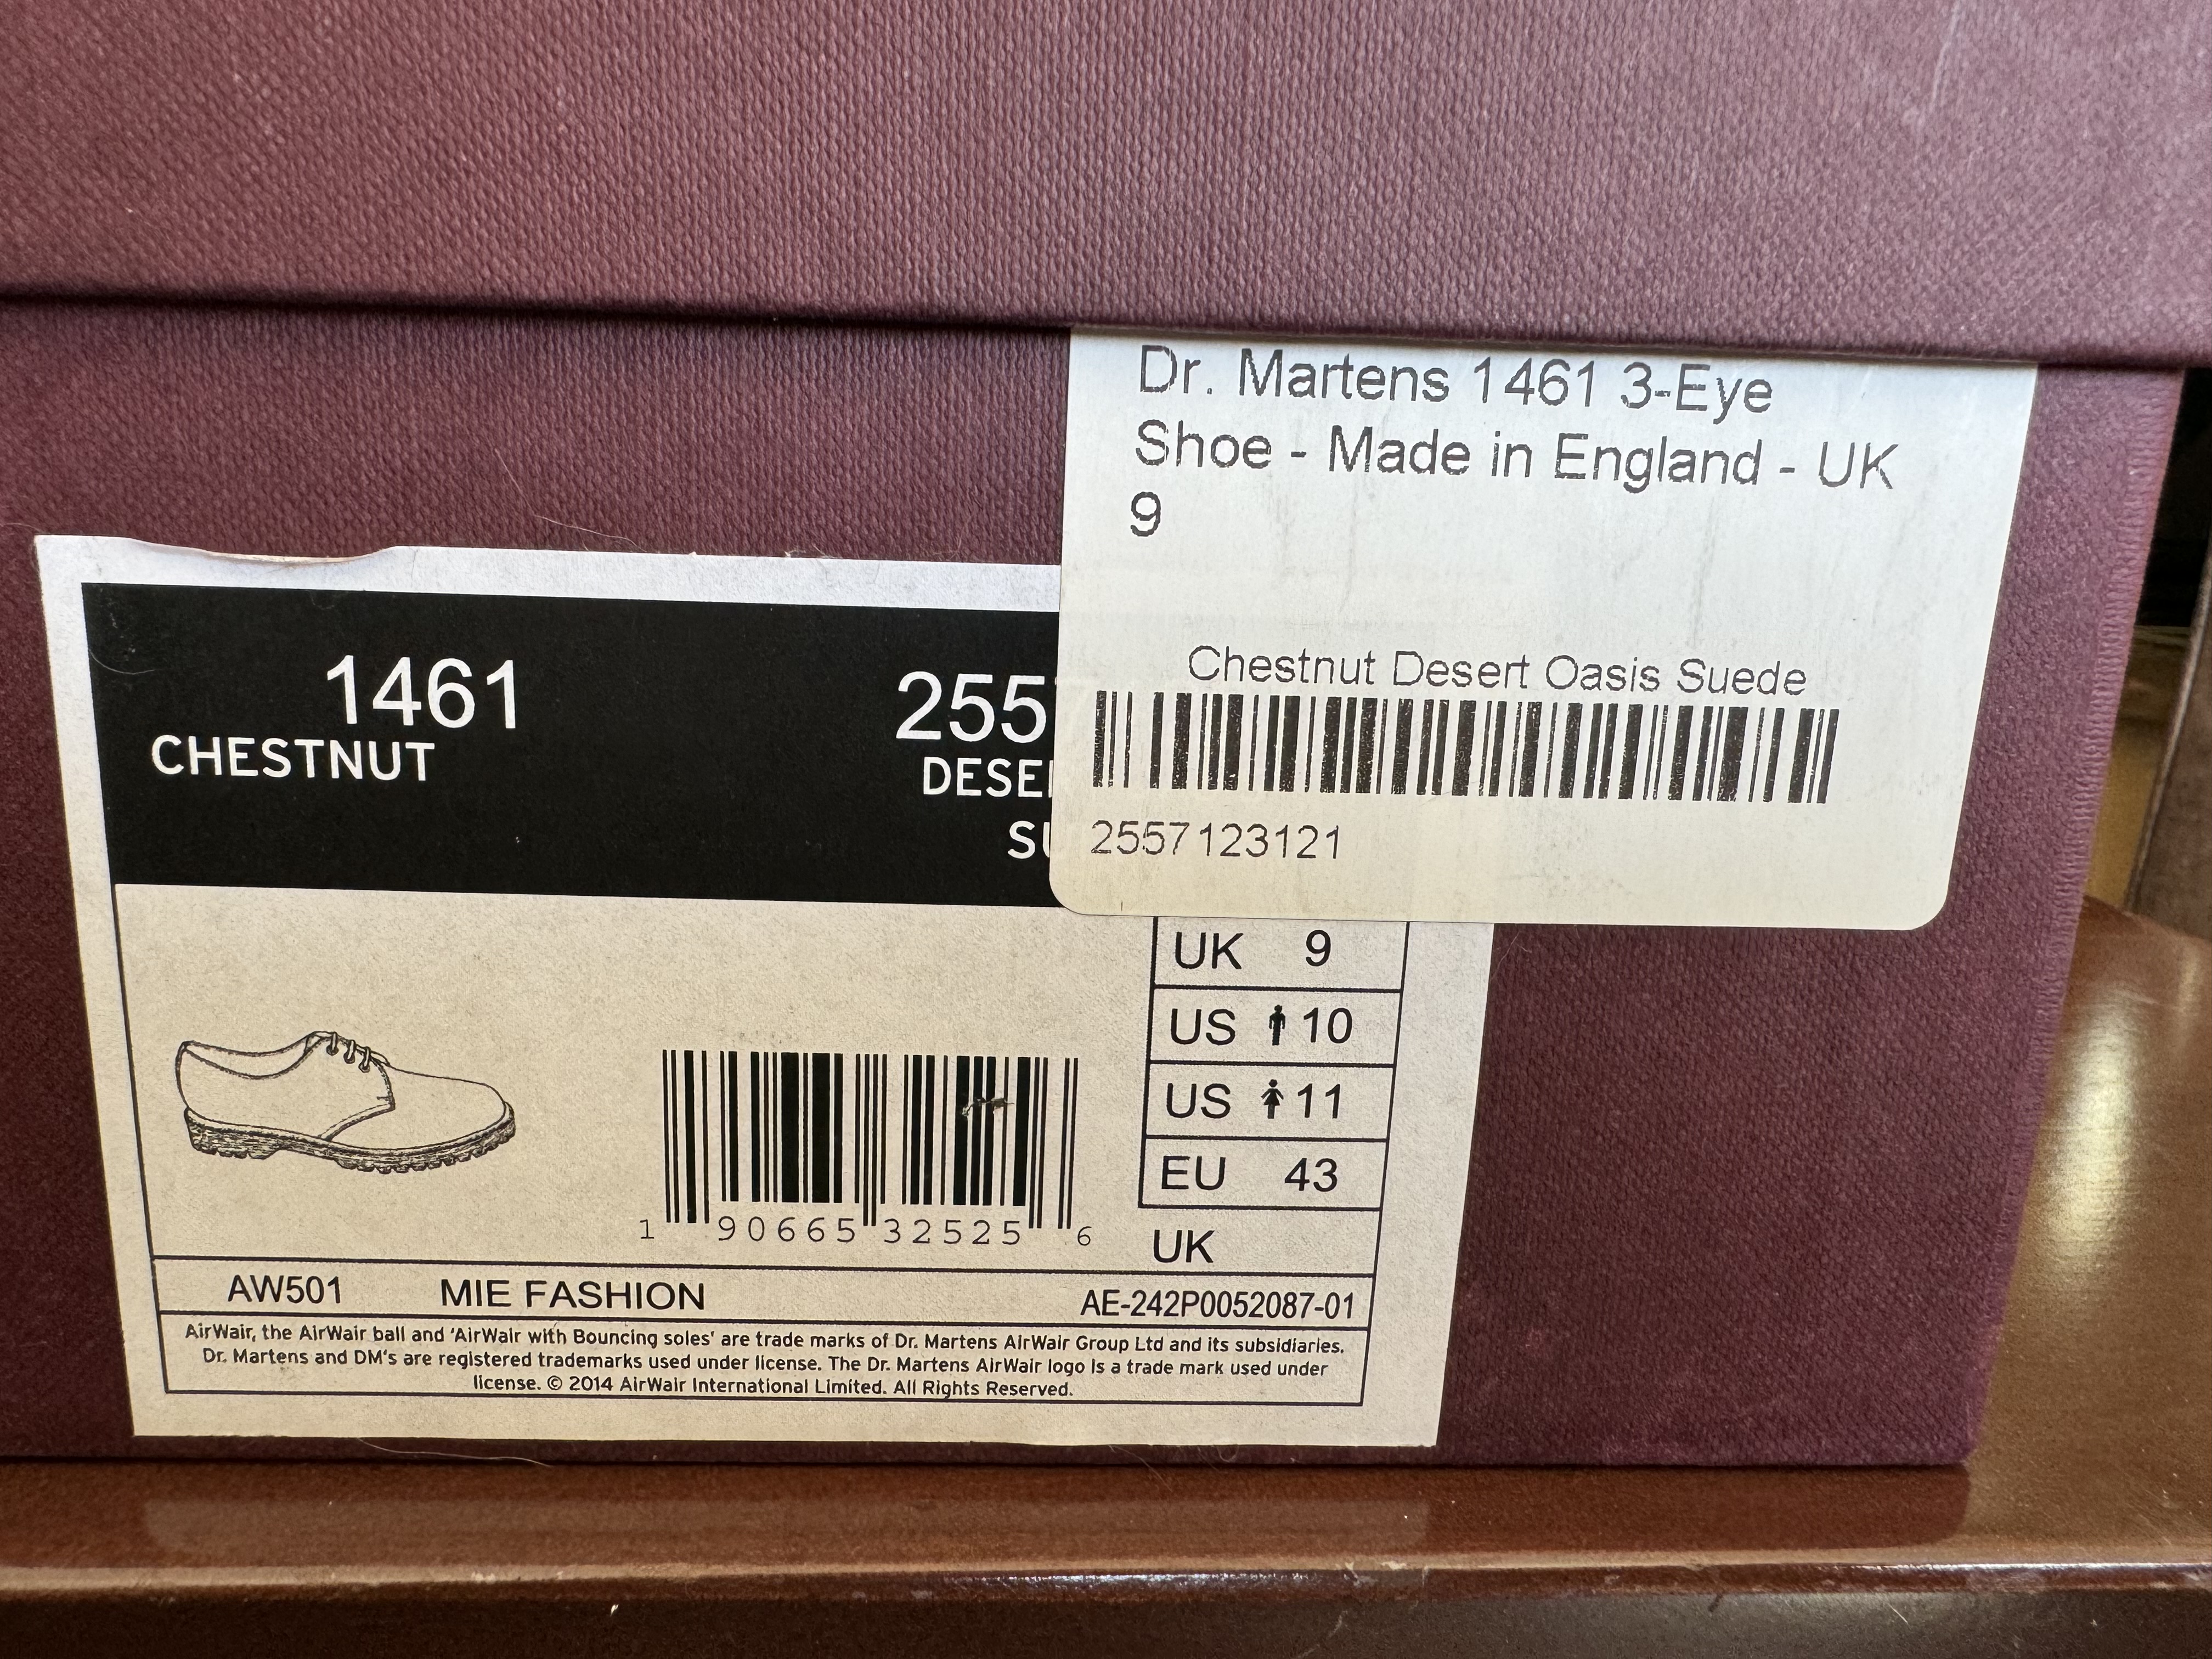 Dr. Martens 1461 3-Eye
Shoe - Made in England - UK
9
Chestnut Desert Oasis Suede
2557123121
1461
2557
CHESTNUT
DESE
SU
UK 9
US 10
US 11
EU 43
UK
1 90665 32525 6
AW501 MIE FASHION AE-242P0052087-01
AirWair, the AirWair ball and 'AirWair with Bouncing soles' are trade marks of Dr. Martens AirWair Group Ltd and its subsidiaries.
Dr. Martens and DM's are registered trademarks used under license. The Dr. Martens AirWair logo is a trade mark used under
license. © 2014 AirWair International Limited. All Rights Reserved.